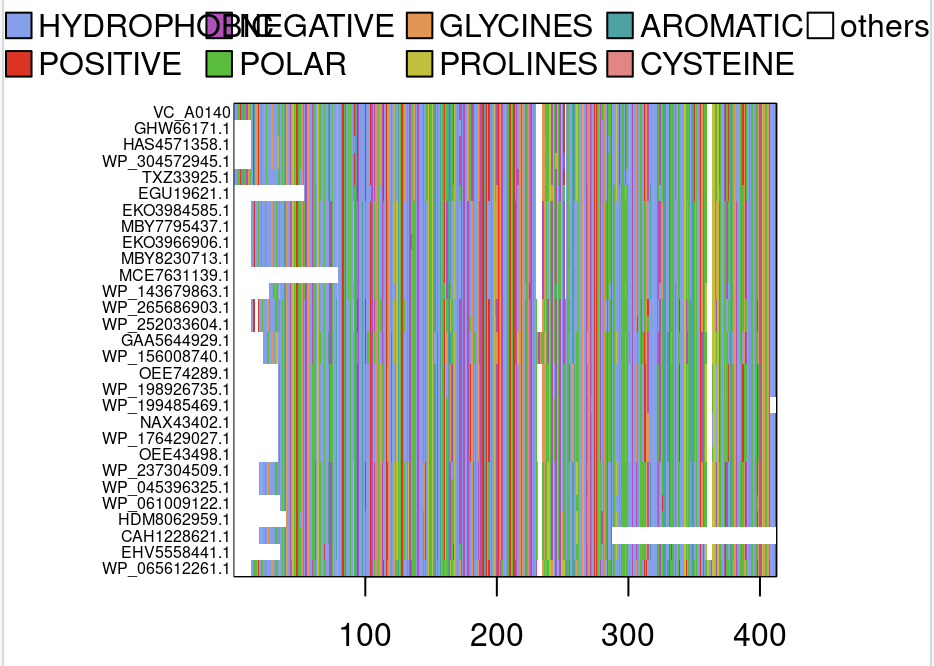 HYDROPHOBIC NEGATIVE GLYCINES AROMATIC others
POSITIVE POLAR PROLINES CYSTEINE
VC_A0140
GHW66171.1
HAS4571358.1
WP_304572945.1
TXZ33925.1
EGU19621.1
EKO3984585.1
MBY7795437.1
EKO3966906.1
MBY8230713.1
MCE7631139.1
WP_143679863.1
WP_265686903.1
WP_252033604.1
GAA5644929.1
WP_156008740.1
OEE74289.1
WP_198926735.1
WP_199485469.1
NAX43402.1
WP_176429027.1
OEE43498.1
WP_237304509.1
WP_045396325.1
WP_061009122.1
HDM8062959.1
CAH1228621.1
EHV5558441.1
WP_065612261.1
100 200 300 400